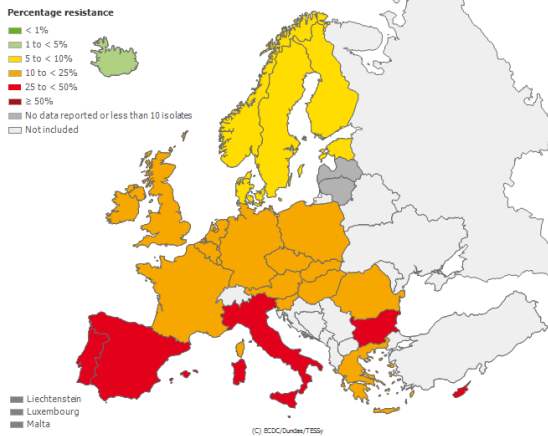 Percentage resistance
< 1%
1 to < 5%
5 to < 10%
10 to < 25%
25 to < 50%
≥ 50%
No data reported or less than 10 isolates
Not included
Liechtenstein
Luxembourg
Malta
(C) ECDC/Dundas/TESSy